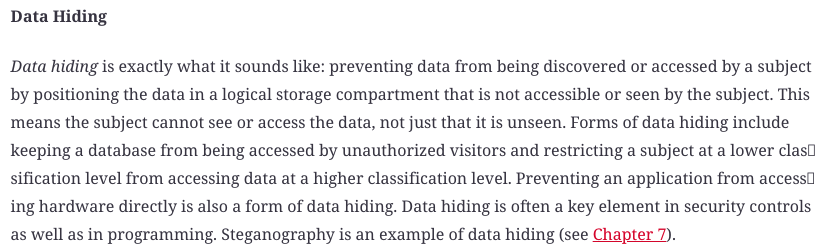 Data Hiding
Data hiding is exactly what it sounds like: preventing data from being discovered or accessed by a subject
by positioning the data in a logical storage compartment that is not accessible or seen by the subject. This
means the subject cannot see or access the data, not just that it is unseen. Forms of data hiding include
keeping a database from being accessed by unauthorized visitors and restricting a subject at a lower clas▯
sification level from accessing data at a higher classification level. Preventing an application from access▯
ing hardware directly is also a form of data hiding. Data hiding is often a key element in security controls
as well as in programming. Steganography is an example of data hiding (see Chapter 7).